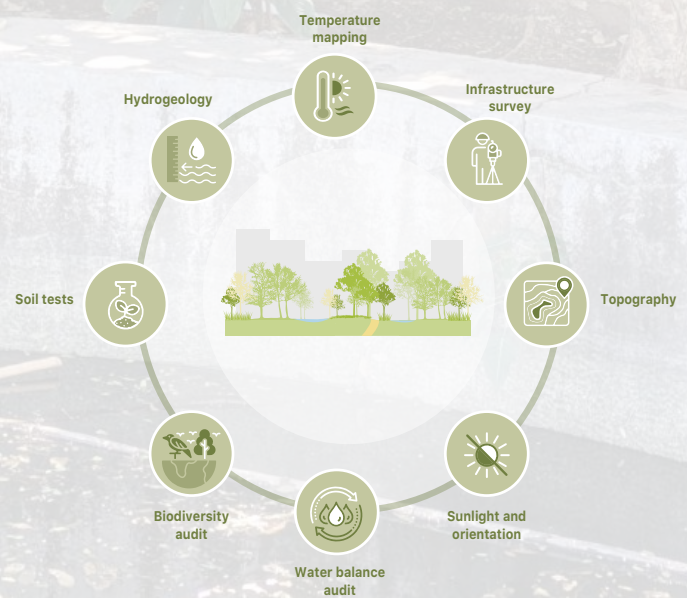 Temperature
mapping
Infrastructure
survey
Hydrogeology
Topography
Soil tests
Sunlight and
orientation
Biodiversity
audit
Water balance
audit